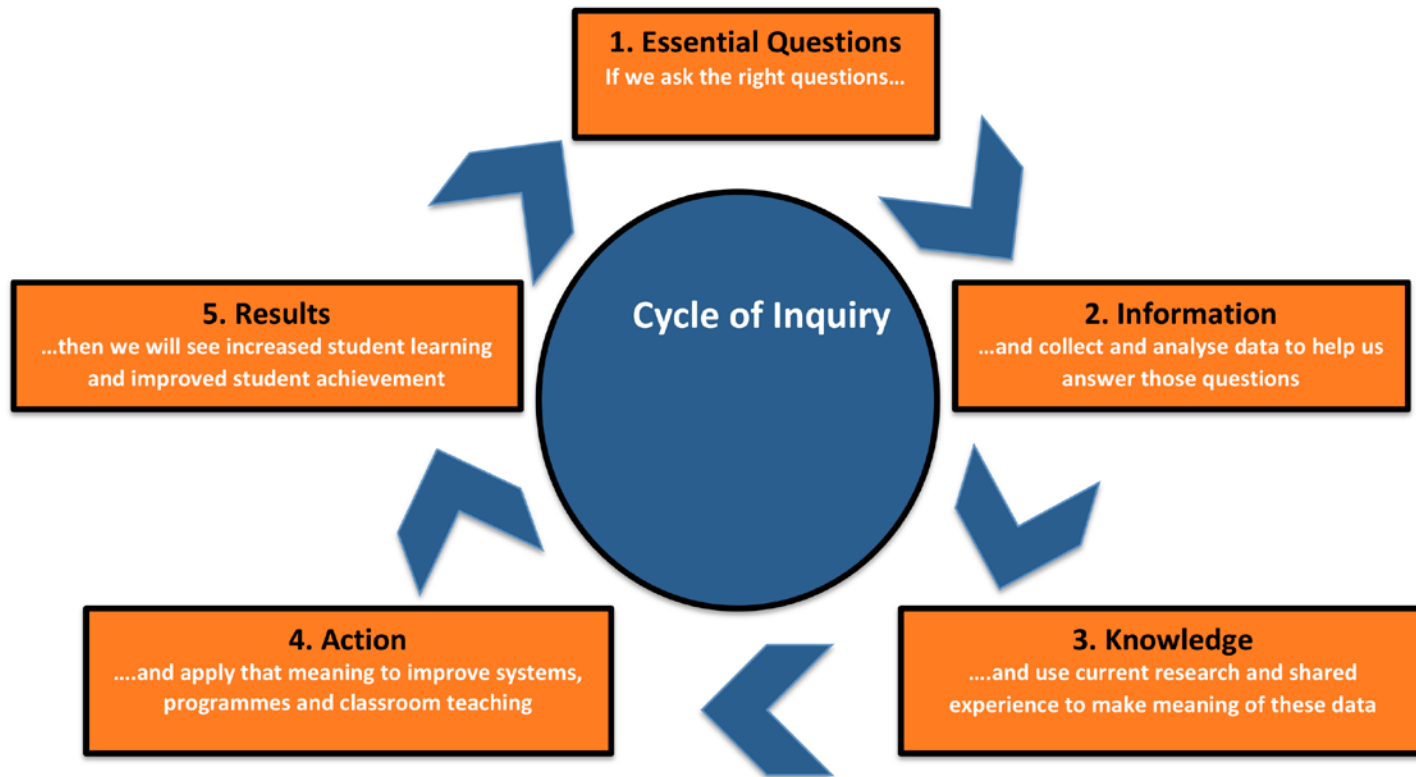 1. Essential Questions
If we ask the right questions…
Cycle of Inquiry
2. Information
…and collect and analyse data to help us
answer those questions
3. Knowledge
….and use current research and shared
experience to make meaning of these data
4. Action
….and apply that meaning to improve systems,
programmes and classroom teaching
5. Results
…then we will see increased student learning
and improved student achievement